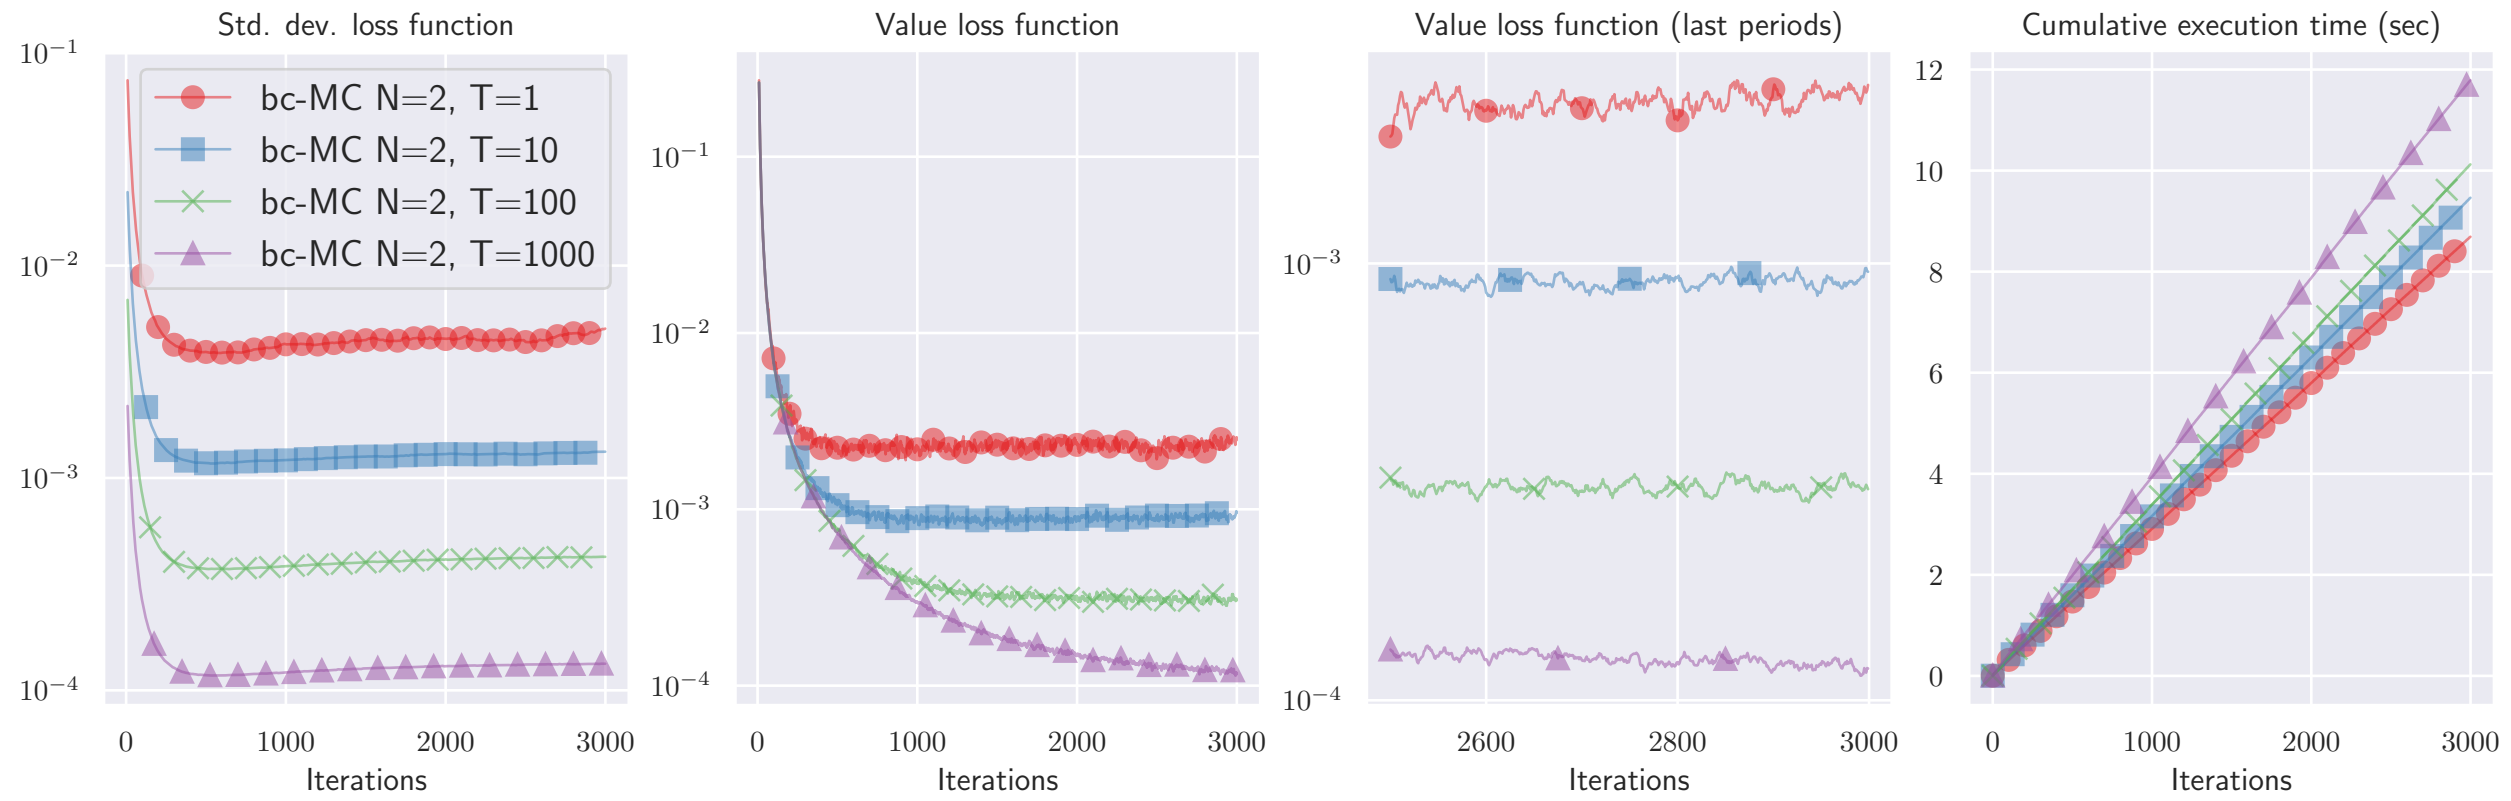 Std. dev. loss function
10⁻¹
10⁻²
10⁻³
10⁻⁴
bc-MC N=2, T=1
bc-MC N=2, T=10
bc-MC N=2, T=100
bc-MC N=2, T=1000
0 1000 2000 3000
Iterations
Value loss function
10⁻¹
10⁻²
10⁻³
10⁻⁴
0 1000 2000 3000
Iterations
Value loss function (last periods)
10⁻³
10⁻⁴
2600 2800 3000
Iterations
Cumulative execution time (sec)
12
10
8
6
4
2
0
0 1000 2000 3000
Iterations